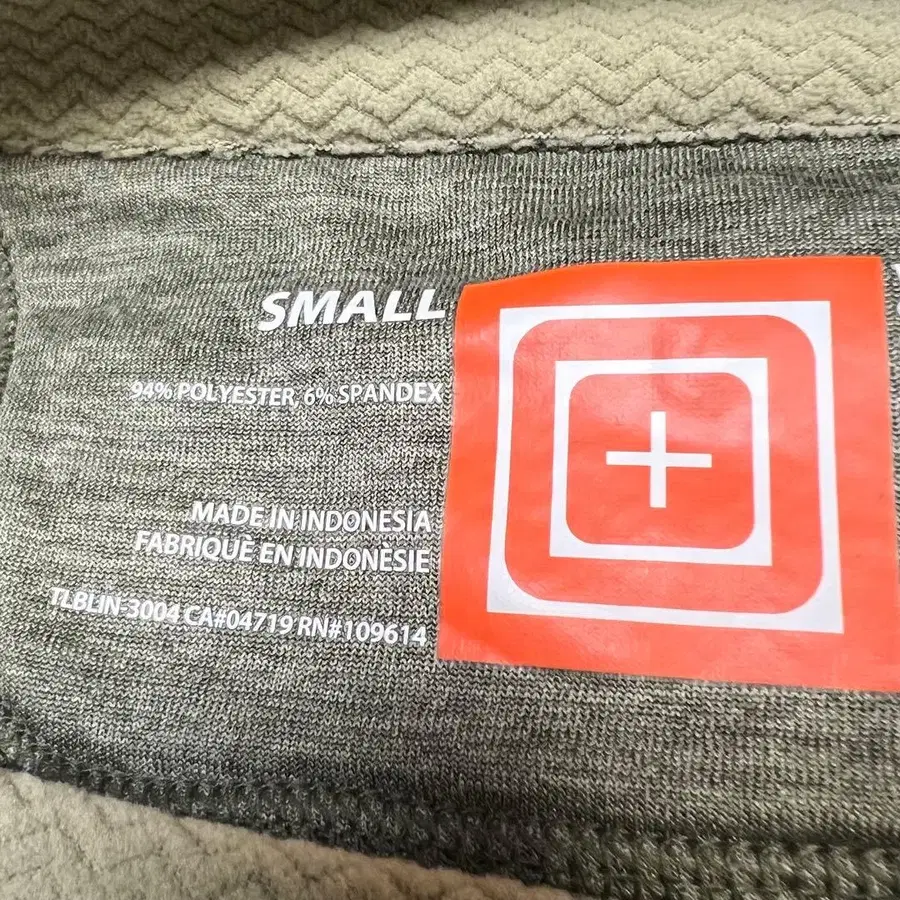 SMALL
94% POLYESTER, 6% SPANDEX
MADE IN INDONESIA
FABRIQUÈ EN INDONÈSIE
TLBLIN-3004 CA#04719 RN#109614